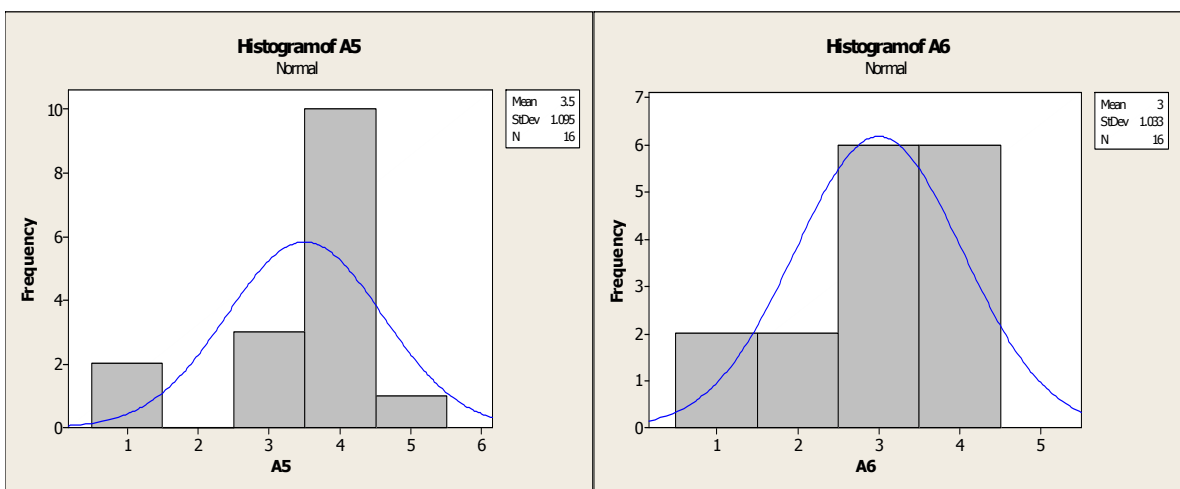 Histogram of A5
Normal
Mean 3.5
StDev 1.095
N 16
Frequency
10
8
6
4
2
0
1 2 3 4 5 6
A5
Histogram of A6
Normal
Mean 3
StDev 1.033
N 16
Frequency
7
6
5
4
3
2
1
0
1 2 3 4 5
A6